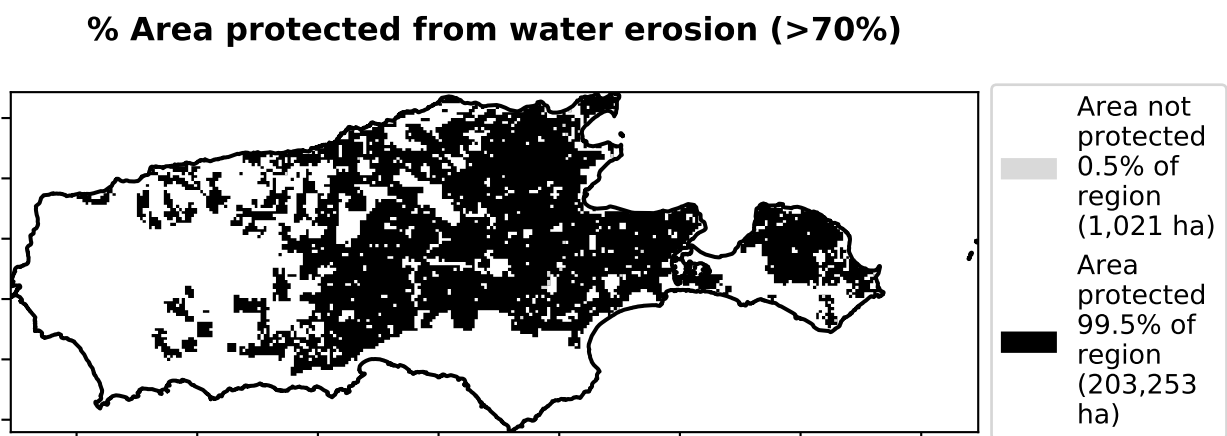 % Area protected from water erosion (>70%)
Area not
protected
0.5% of
region
(1,021 ha)
Area
protected
99.5% of
region
(203,253
ha)